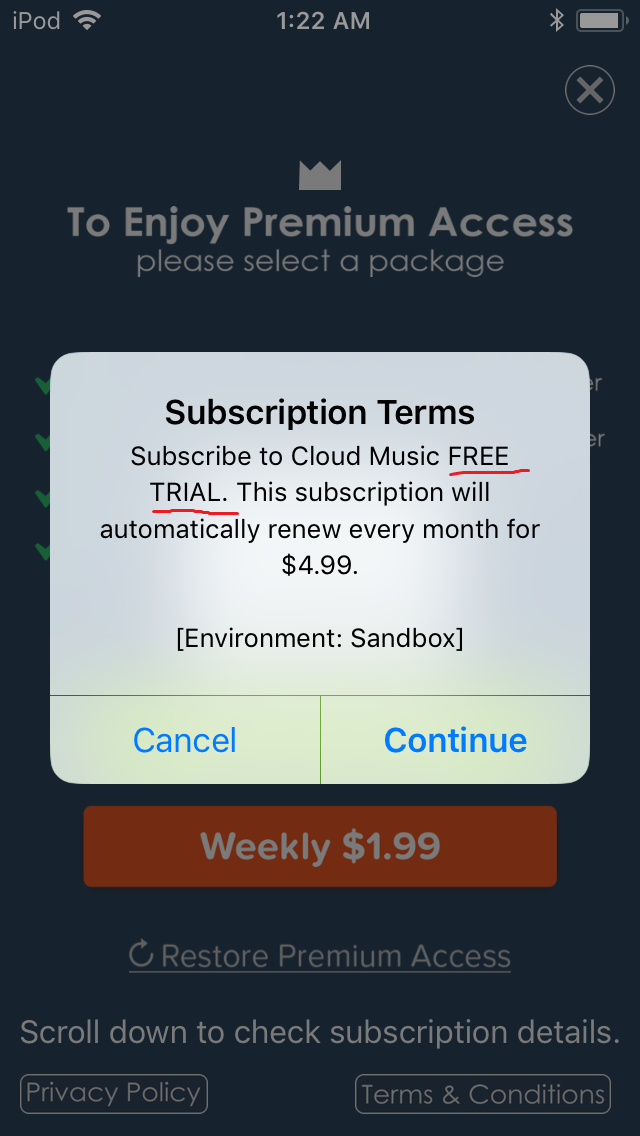 iPod 1:22 AM
To Enjoy Premium Access
please select a package
er
er
Subscription Terms
Subscribe to Cloud Music FREE
TRIAL. This subscription will
automatically renew every month for
$4.99.
[Environment: Sandbox]
Cancel Continue
Weekly $1.99
Restore Premium Access
Scroll down to check subscription details.
Privacy Policy Terms & Conditions